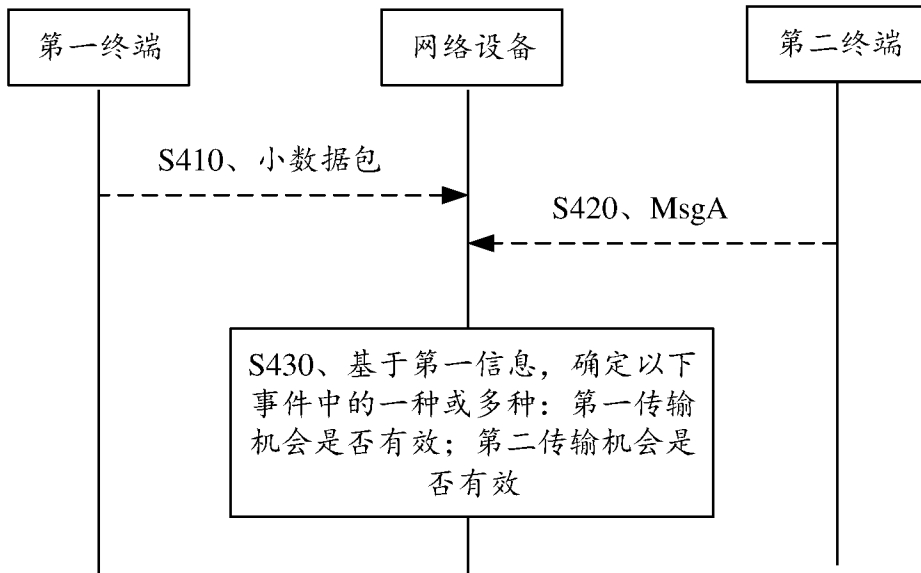 第一终端
网络设备
第二终端
S410、小数据包
S420、MsgA
S430、基于第一信息，确定以下
事件中的一种或多种：第一传输
机会是否有效；第二传输机会是
否有效